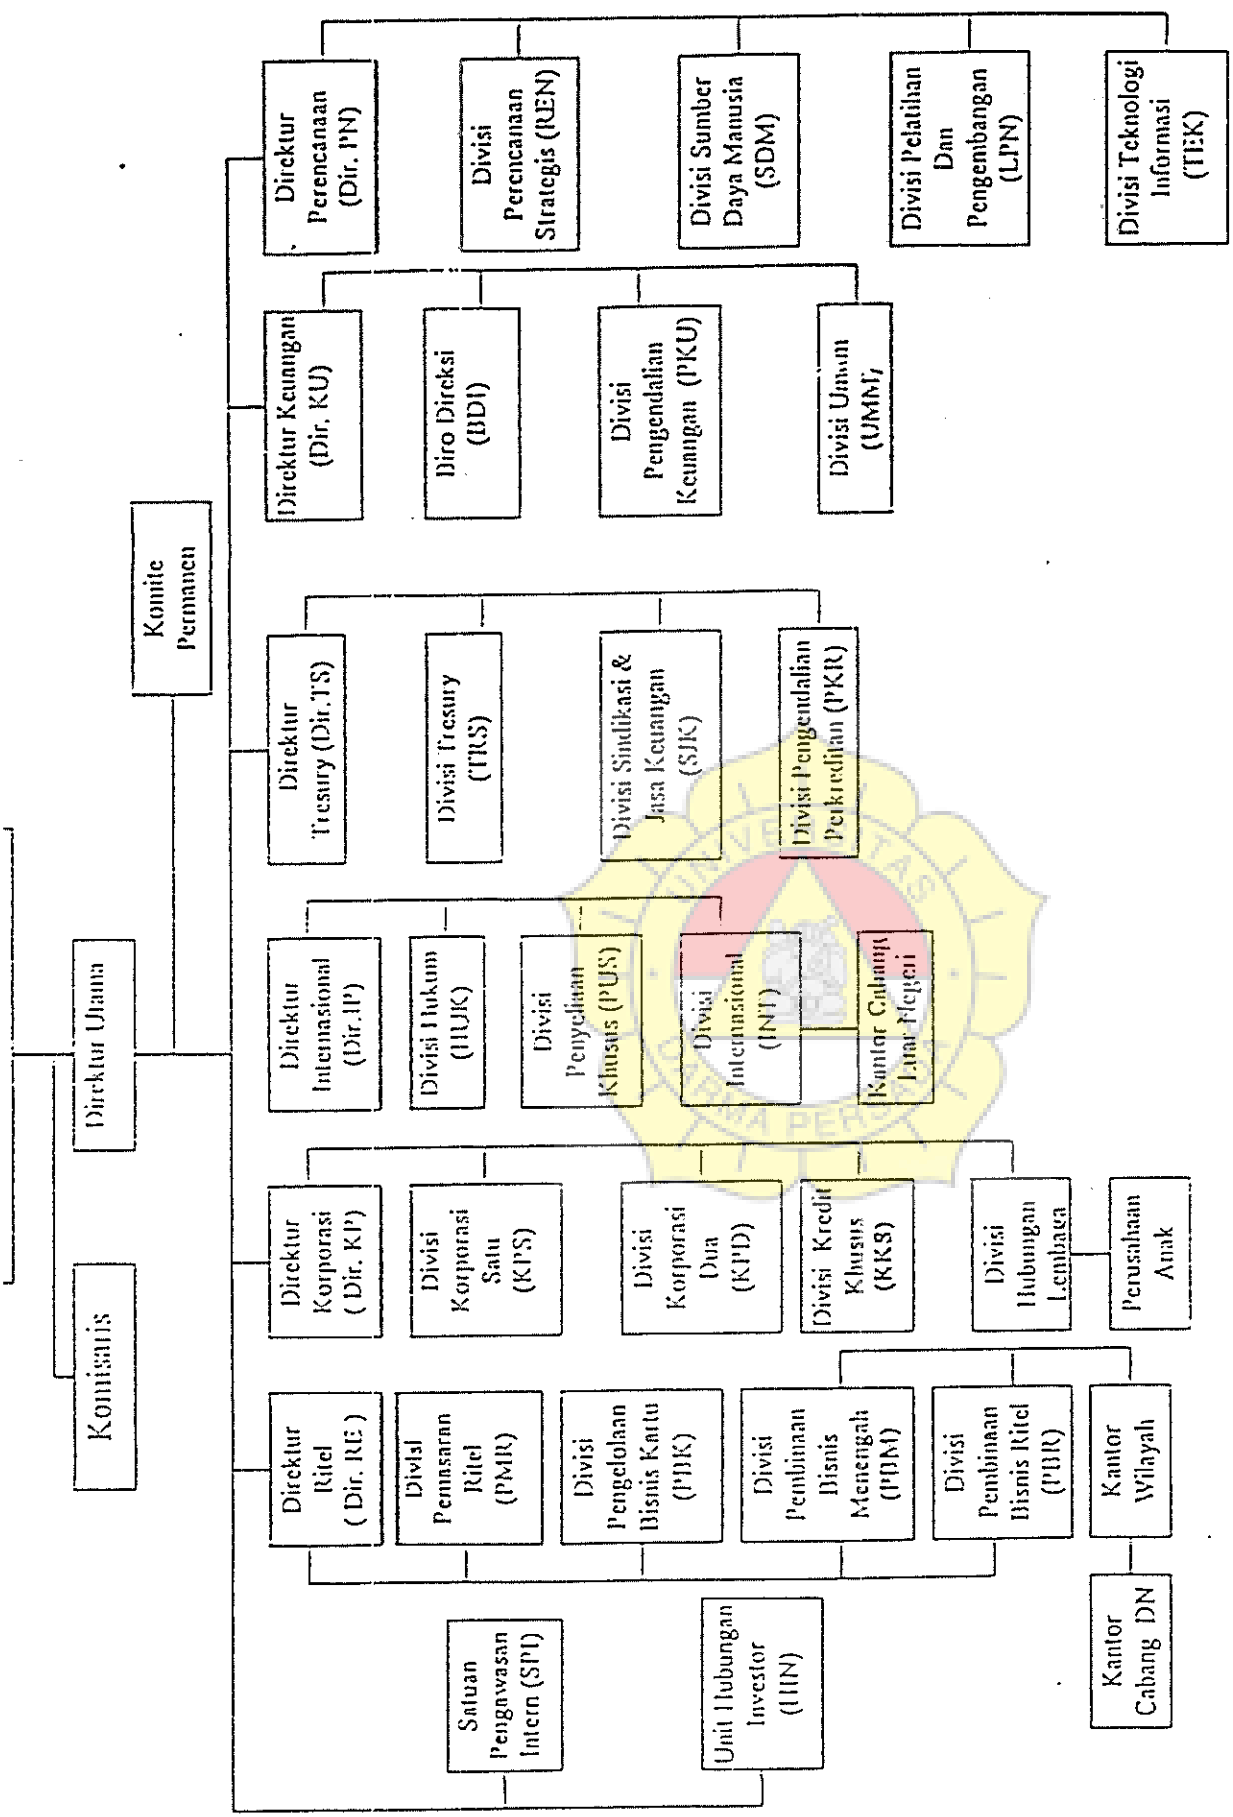 Komisaris
Direktur Utama
Komite
Permanen
Satuan
Pengawasan
Intern (SPI)
Unit Hubungan
Investor
(HIN)
Direktur
Ritel
( Dir. RE )
Divisi
Pemasaran
Ritel
(PMR)
Divisi
Pengelolaan
Bisnis Kartu
(PBK)
Divisi
Pembinaan
Bisnis
Menengah
(PBM)
Divisi
Pembinaan
Bisnis Ritel
(PBR)
Kantor
Wilayah
Kantor
Cabang DN
Direktur
Korporasi
( Dir. KP)
Divisi
Korporasi
Satu
(KPS)
Divisi
Korporasi
Dua
(KPD)
Divisi Kredit
Khusus
(KKS)
Divisi
Hubungan
Lembaga
Perusahaan
Anak
Direktur
Internasional
(Dir.IP)
Divisi Hukum
(HUK)
Divisi
Penyeliaan
Khusus (PUS)
Divisi
Internasional
(INT)
Kantor Cabang
Luar Negeri
Direktur
Tresury (Dir.TS)
Divisi Tresury
(TRS)
Divisi Sindikasi &
Jasa Keuangan
(SJK)
Divisi Pengendalian
Perkreditan (PKR)
Direktur Keuangan
(Dir. KU)
Biro Direksi
(BDI)
Divisi
Pengendalian
Keuangan (PKU)
Divisi Umum
(UMM)
Direktur
Perencanaan
(Dir. PN)
Divisi
Perencanaan
Strategis (REN)
Divisi Sumber
Daya Manusia
(SDM)
Divisi Pelatihan
Dan
Pengembangan
(LPN)
Divisi Teknologi
Informasi
(TEK)
UNIVERSITAS
DARMA PERSADA